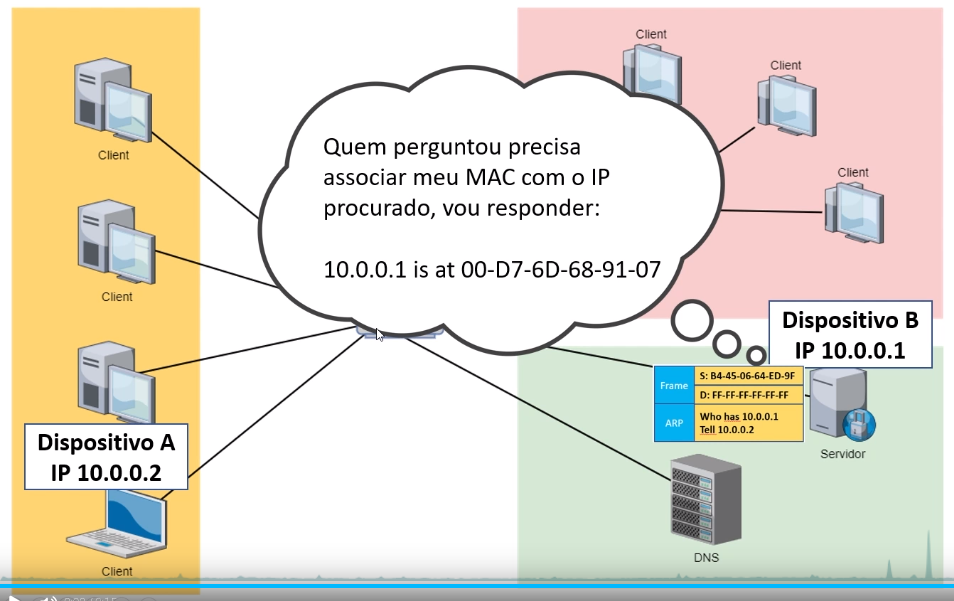 Client
Client
Client
Client
Client
Quem perguntou precisa
associar meu MAC com o IP
procurado, vou responder:
10.0.0.1 is at 00-D7-6D-68-91-07
Client
Dispositivo B
IP 10.0.0.1
Frame
S: B4-45-06-64-ED-9F
D: FF-FF-FF-FF-FF-FF
ARP
Who has 10.0.0.1
Tell 10.0.0.2
Servidor
Dispositivo A
IP 10.0.0.2
DNS
Client